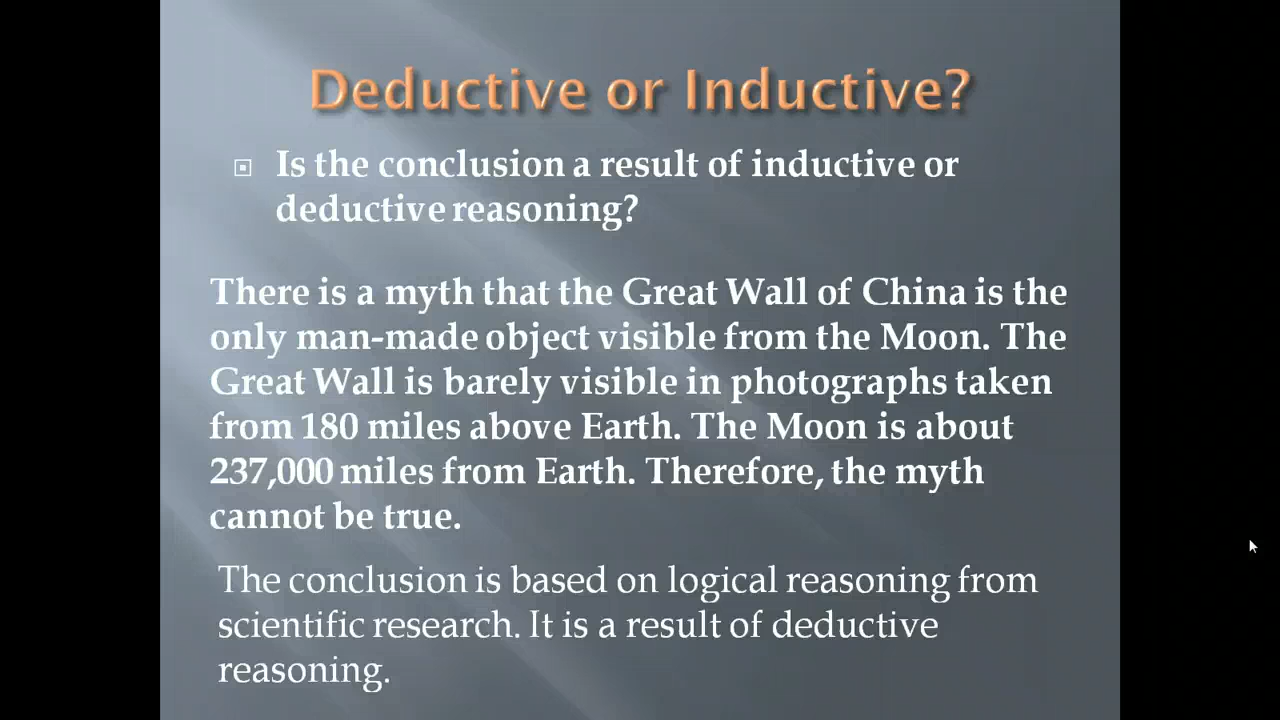 Deductive or Inductive?
Is the conclusion a result of inductive or
deductive reasoning?
There is a myth that the Great Wall of China is the
only man-made object visible from the Moon. The
Great Wall is barely visible in photographs taken
from 180 miles above Earth. The Moon is about
237,000 miles from Earth. Therefore, the myth
cannot be true.
The conclusion is based on logical reasoning from
scientific research. It is a result of deductive
reasoning.